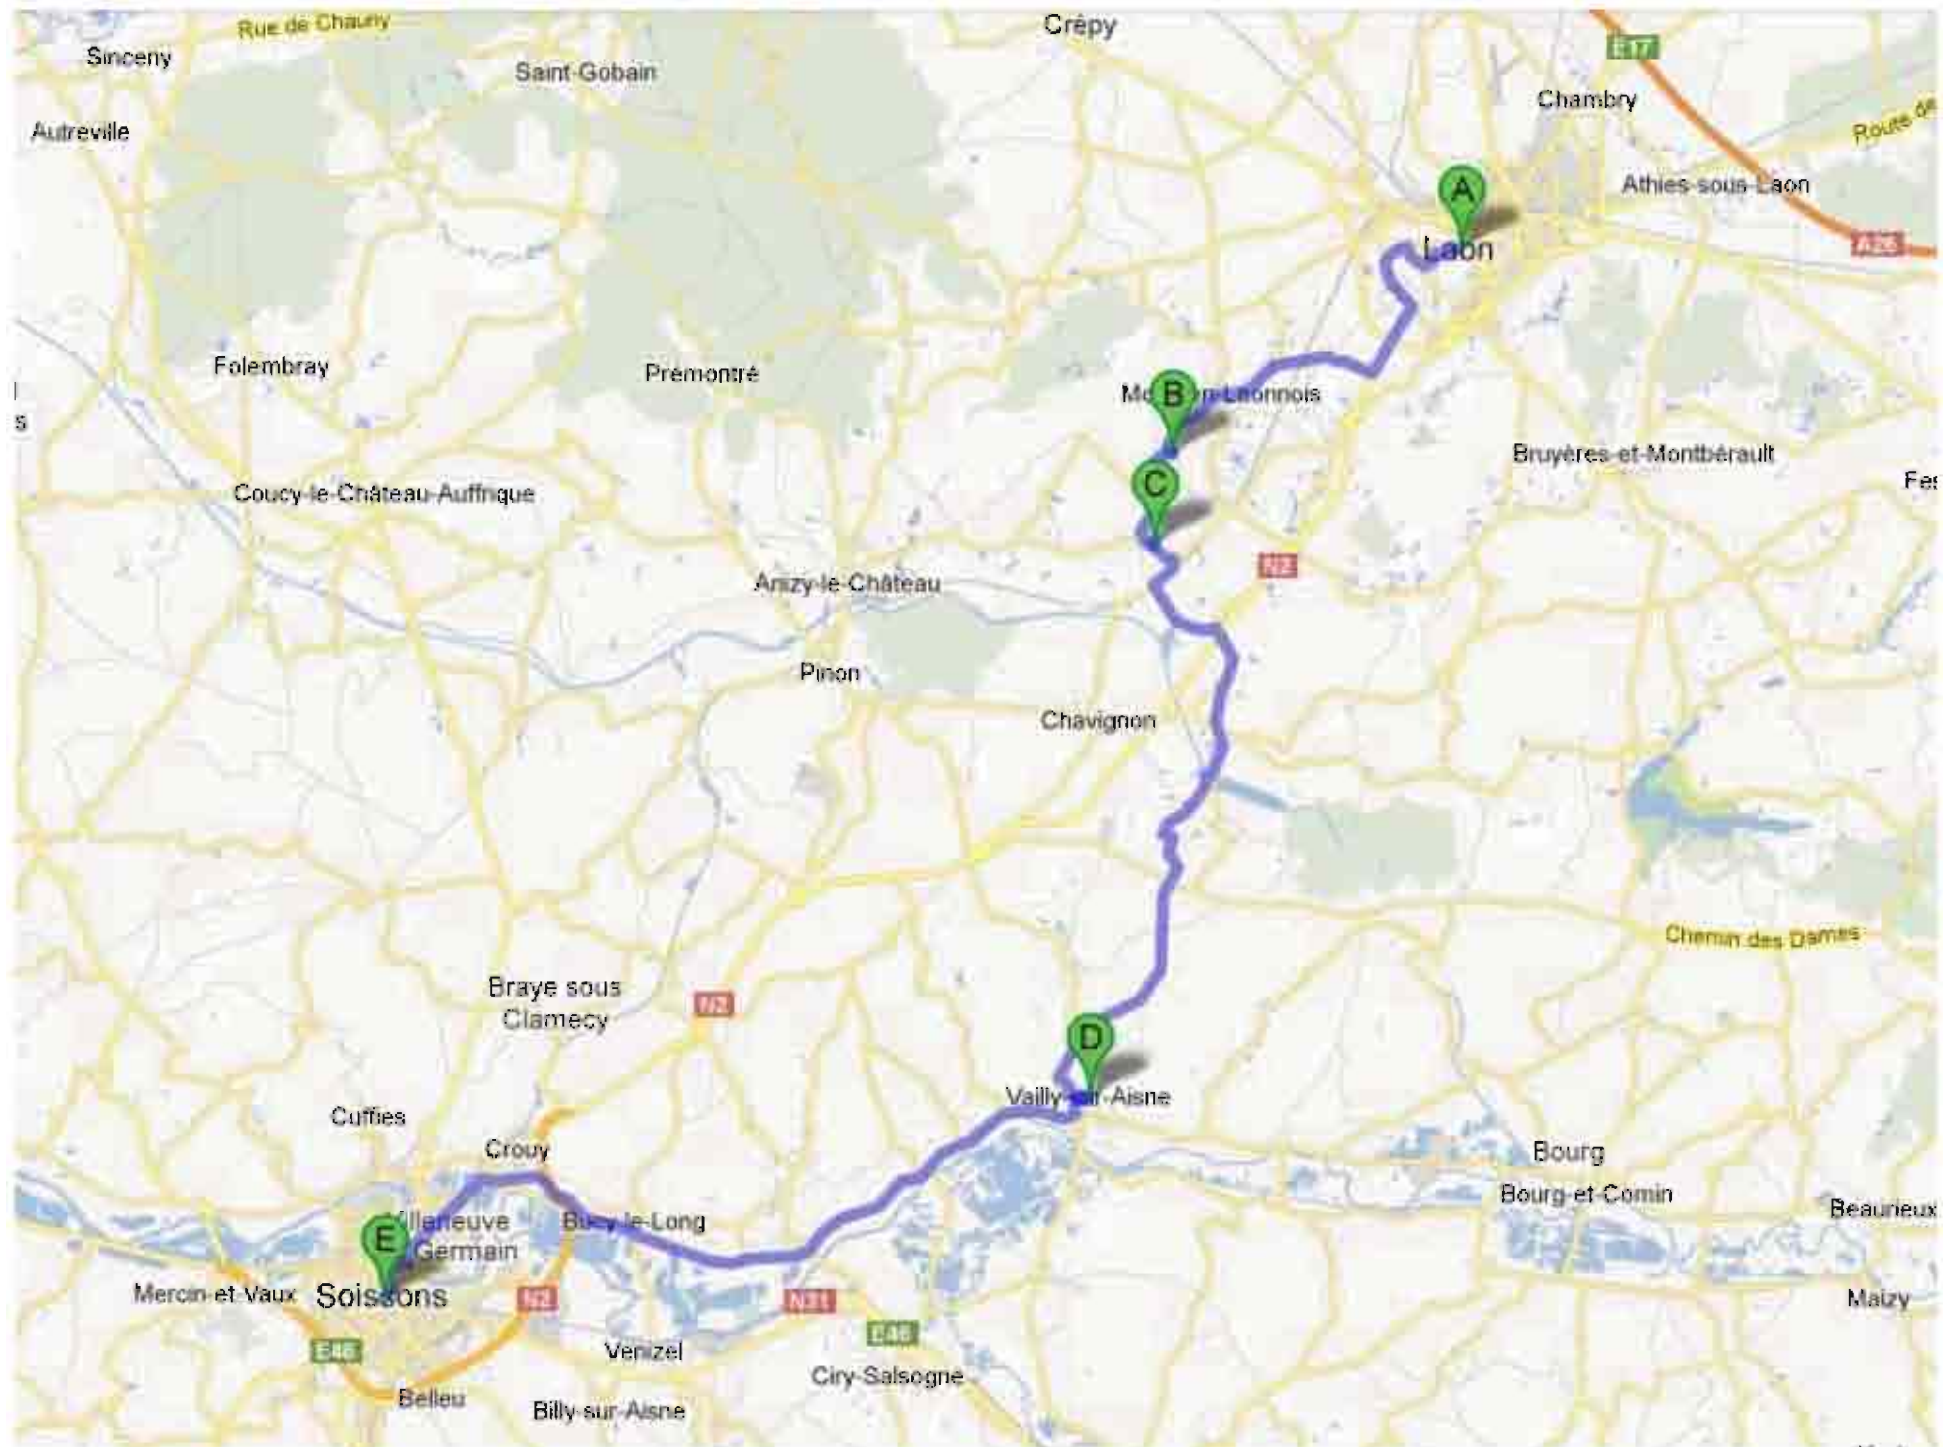 Rue de Chauny
Crépy
E17
Sinceny
Saint-Gobain
Chambry
Autreville
Route de
A
Athies-sous-Laon
Laon
A26
Folembray
Prémontré
B
n-Laonnois
s
Bruyères-et-Montbérault
C
Coucy-le-Château-Auffrique
N2
Anizy-le-Château
Pinon
Chavignon
Chemin des Dames
Braye sous
Clamecy
N2
D
Vailly-sur-Aisne
Cuffies
Crouy
Bourg
Bourg-et-Comin
Beaurieux
Villeneuve
Germain
Bucy-le-Long
E
Mercin-et-Vaux
Soissons
N2
N31
Maizy
E46
E46
Venizel
Ciry-Salsogne
Belleu
Billy-sur-Aisne